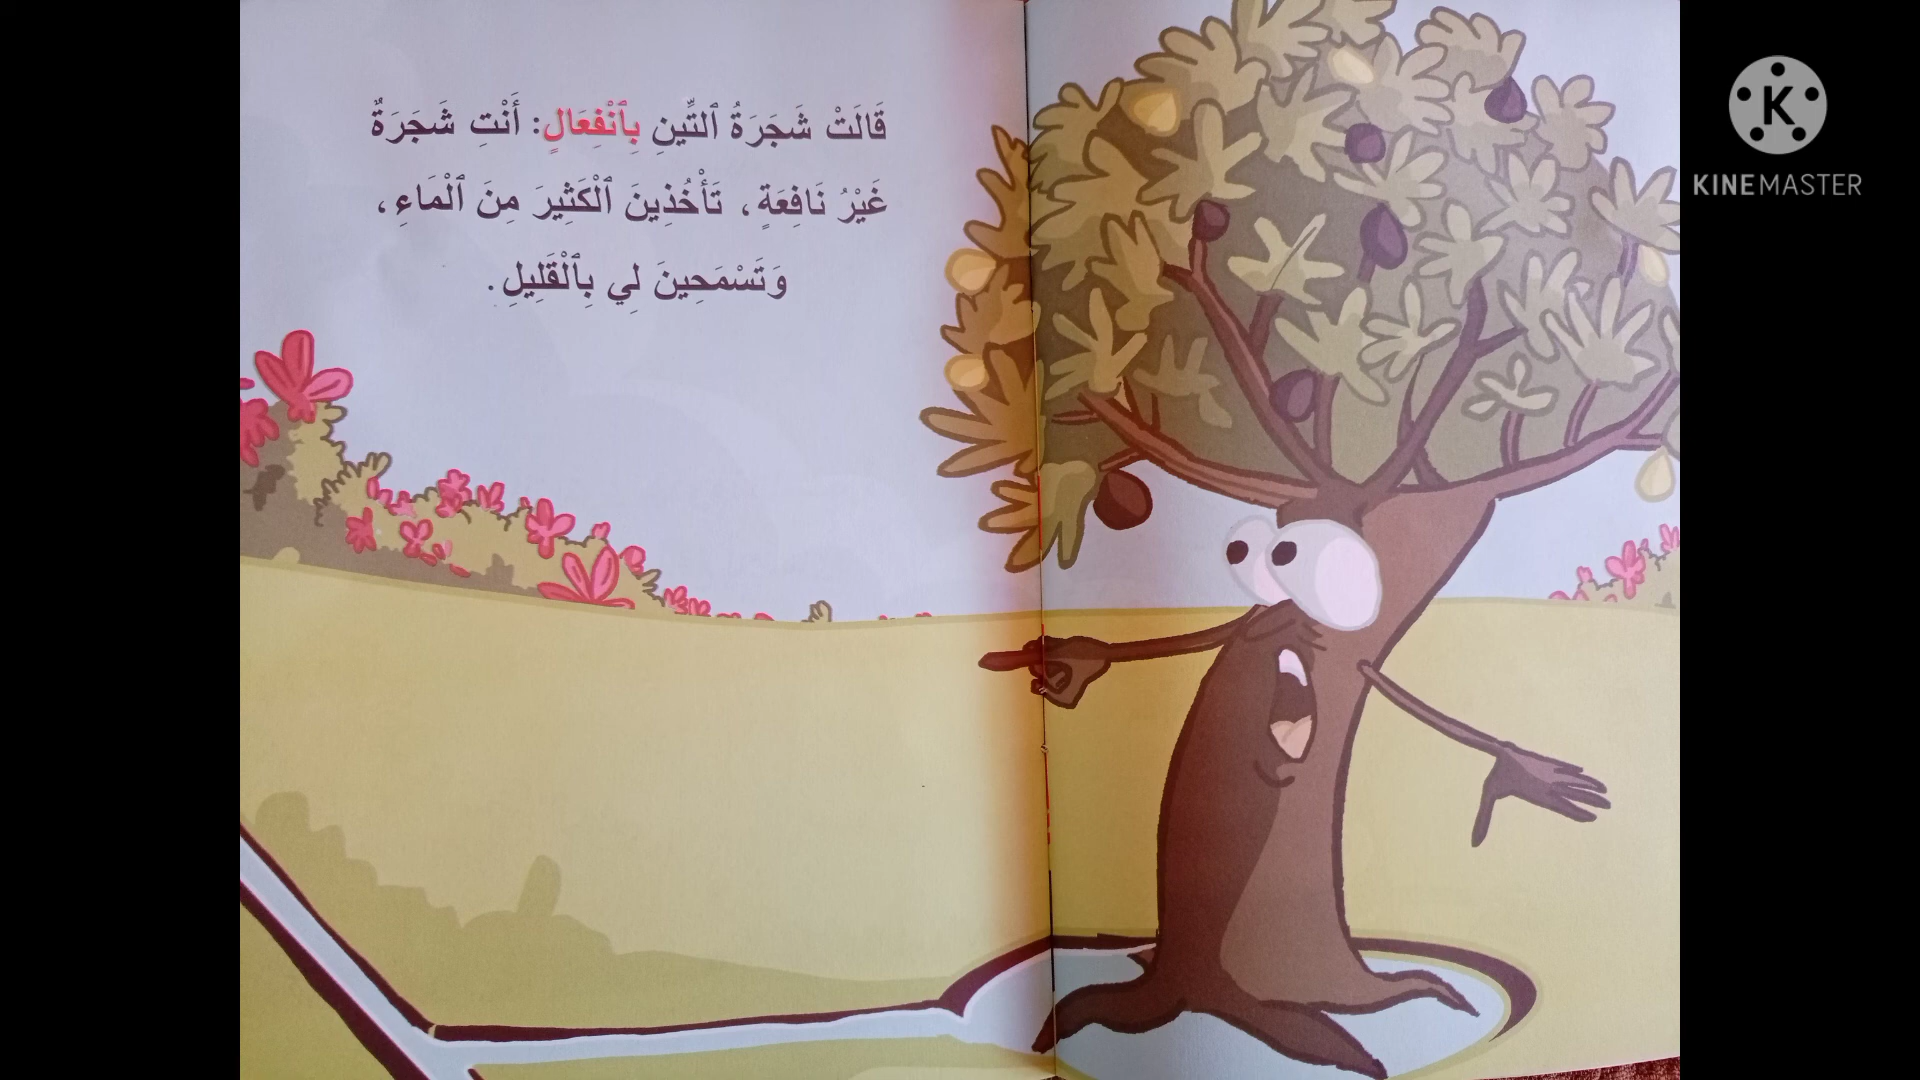 قَالَتْ شَجَرَةُ ٱلتِّينِ بِٱنْفِعَالٍ: أَنْتِ شَجَرَةٌ
غَيْرُ نَافِعَةٍ، تَأْخُذِينَ ٱلْكَثِيرَ مِنَ ٱلْمَاءِ،
وَتَسْمَحِينَ لِي بِٱلْقَلِيلِ.
K
KINEMASTER